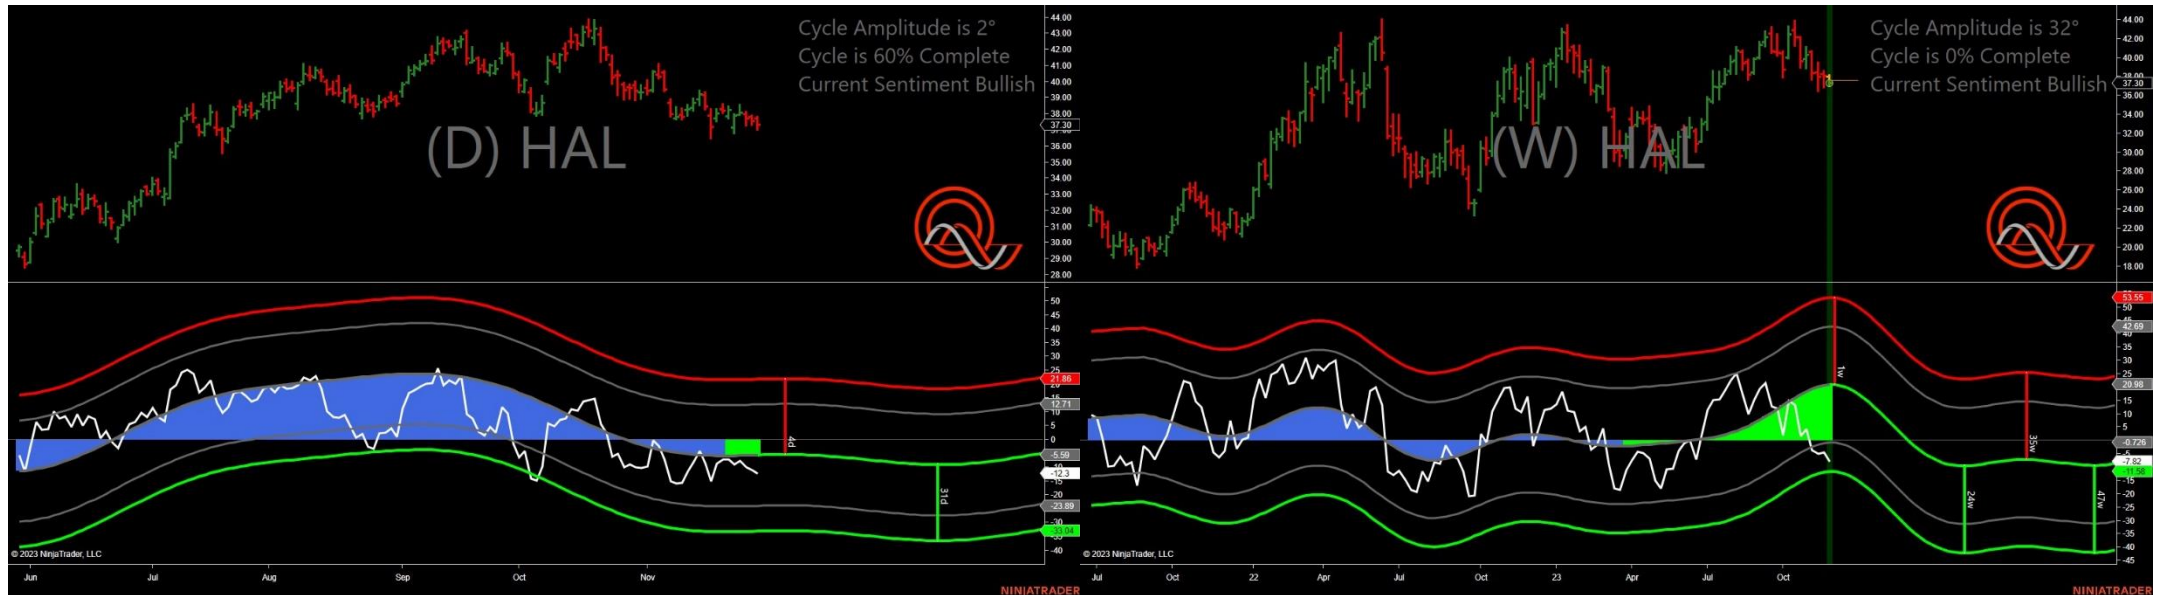 Cycle Amplitude is 2°
Cycle is 60% Complete
Current Sentiment Bullish
(D) HAL
44.00
43.00
42.00
41.00
40.00
39.00
38.00
37.30
36.00
35.00
34.00
33.00
32.00
31.00
30.00
29.00
28.00
50
45
40
35
30
25
21.86
12.71
5
0
-5.59
-12.3
-15
-23.89
-33.04
-40
4d
31d
© 2023 NinjaTrader, LLC
Jun
Jul
Aug
Sep
Oct
Nov
NINJATRADER
Cycle Amplitude is 32°
Cycle is 0% Complete
Current Sentiment Bullish
(W) HAL
44.00
42.00
40.00
38.00
37.30
36.00
34.00
32.00
30.00
28.00
26.00
24.00
22.00
20.00
18.00
53.55
42.69
35
30
25
20.98
15
10
5
-0.726
-7.82
-11.58
-15
-20
-25
-30
-35
-40
-45
1w
35w
24w
47w
© 2023 NinjaTrader, LLC
Jul
Oct
22
Apr
Jul
Oct
23
Apr
Jul
Oct
NINJATRADER